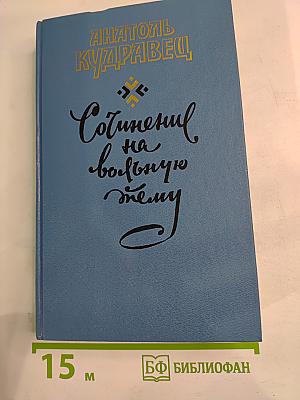 АНАТОЛЬ
КУДРАВЕЦ
Сочинение
на
вольную
тему
15 м
БФ БИБЛИОФАН